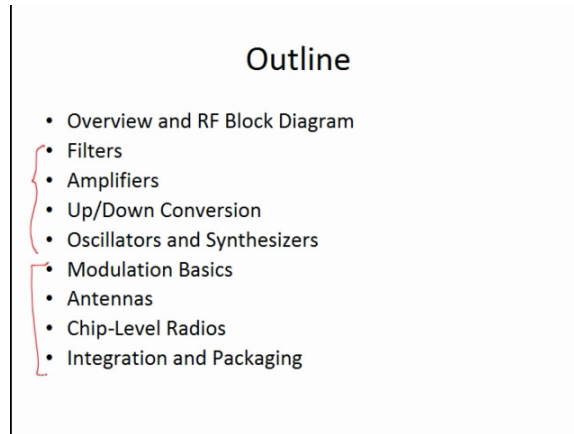 Outline
• Overview and RF Block Diagram
• Filters
• Amplifiers
• Up/Down Conversion
• Oscillators and Synthesizers
• Modulation Basics
• Antennas
• Chip-Level Radios
• Integration and Packaging